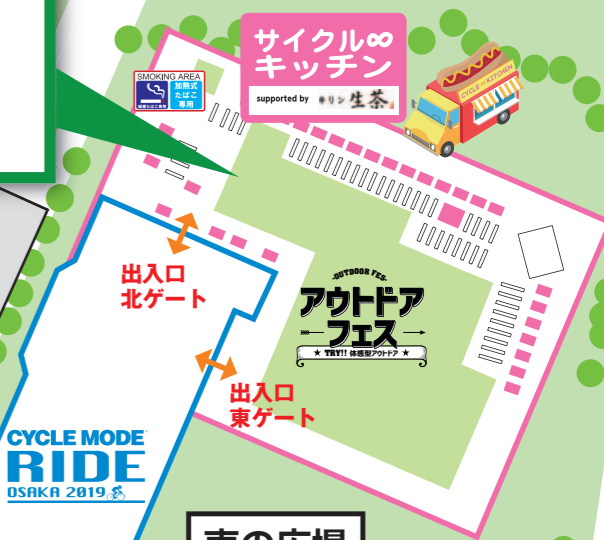 サイクル∞
キッチン
supported by キリン 生茶
SMOKING AREA
加熱式
たばこ
専用
CYCLE ∞ KITCHEN
出入口
北ゲート
OUTDOOR FES.
アウトドア
フェス
★ TRY!! 体感型アウトドア ★
出入口
東ゲート
CYCLE MODE
RIDE
OSAKA 2019